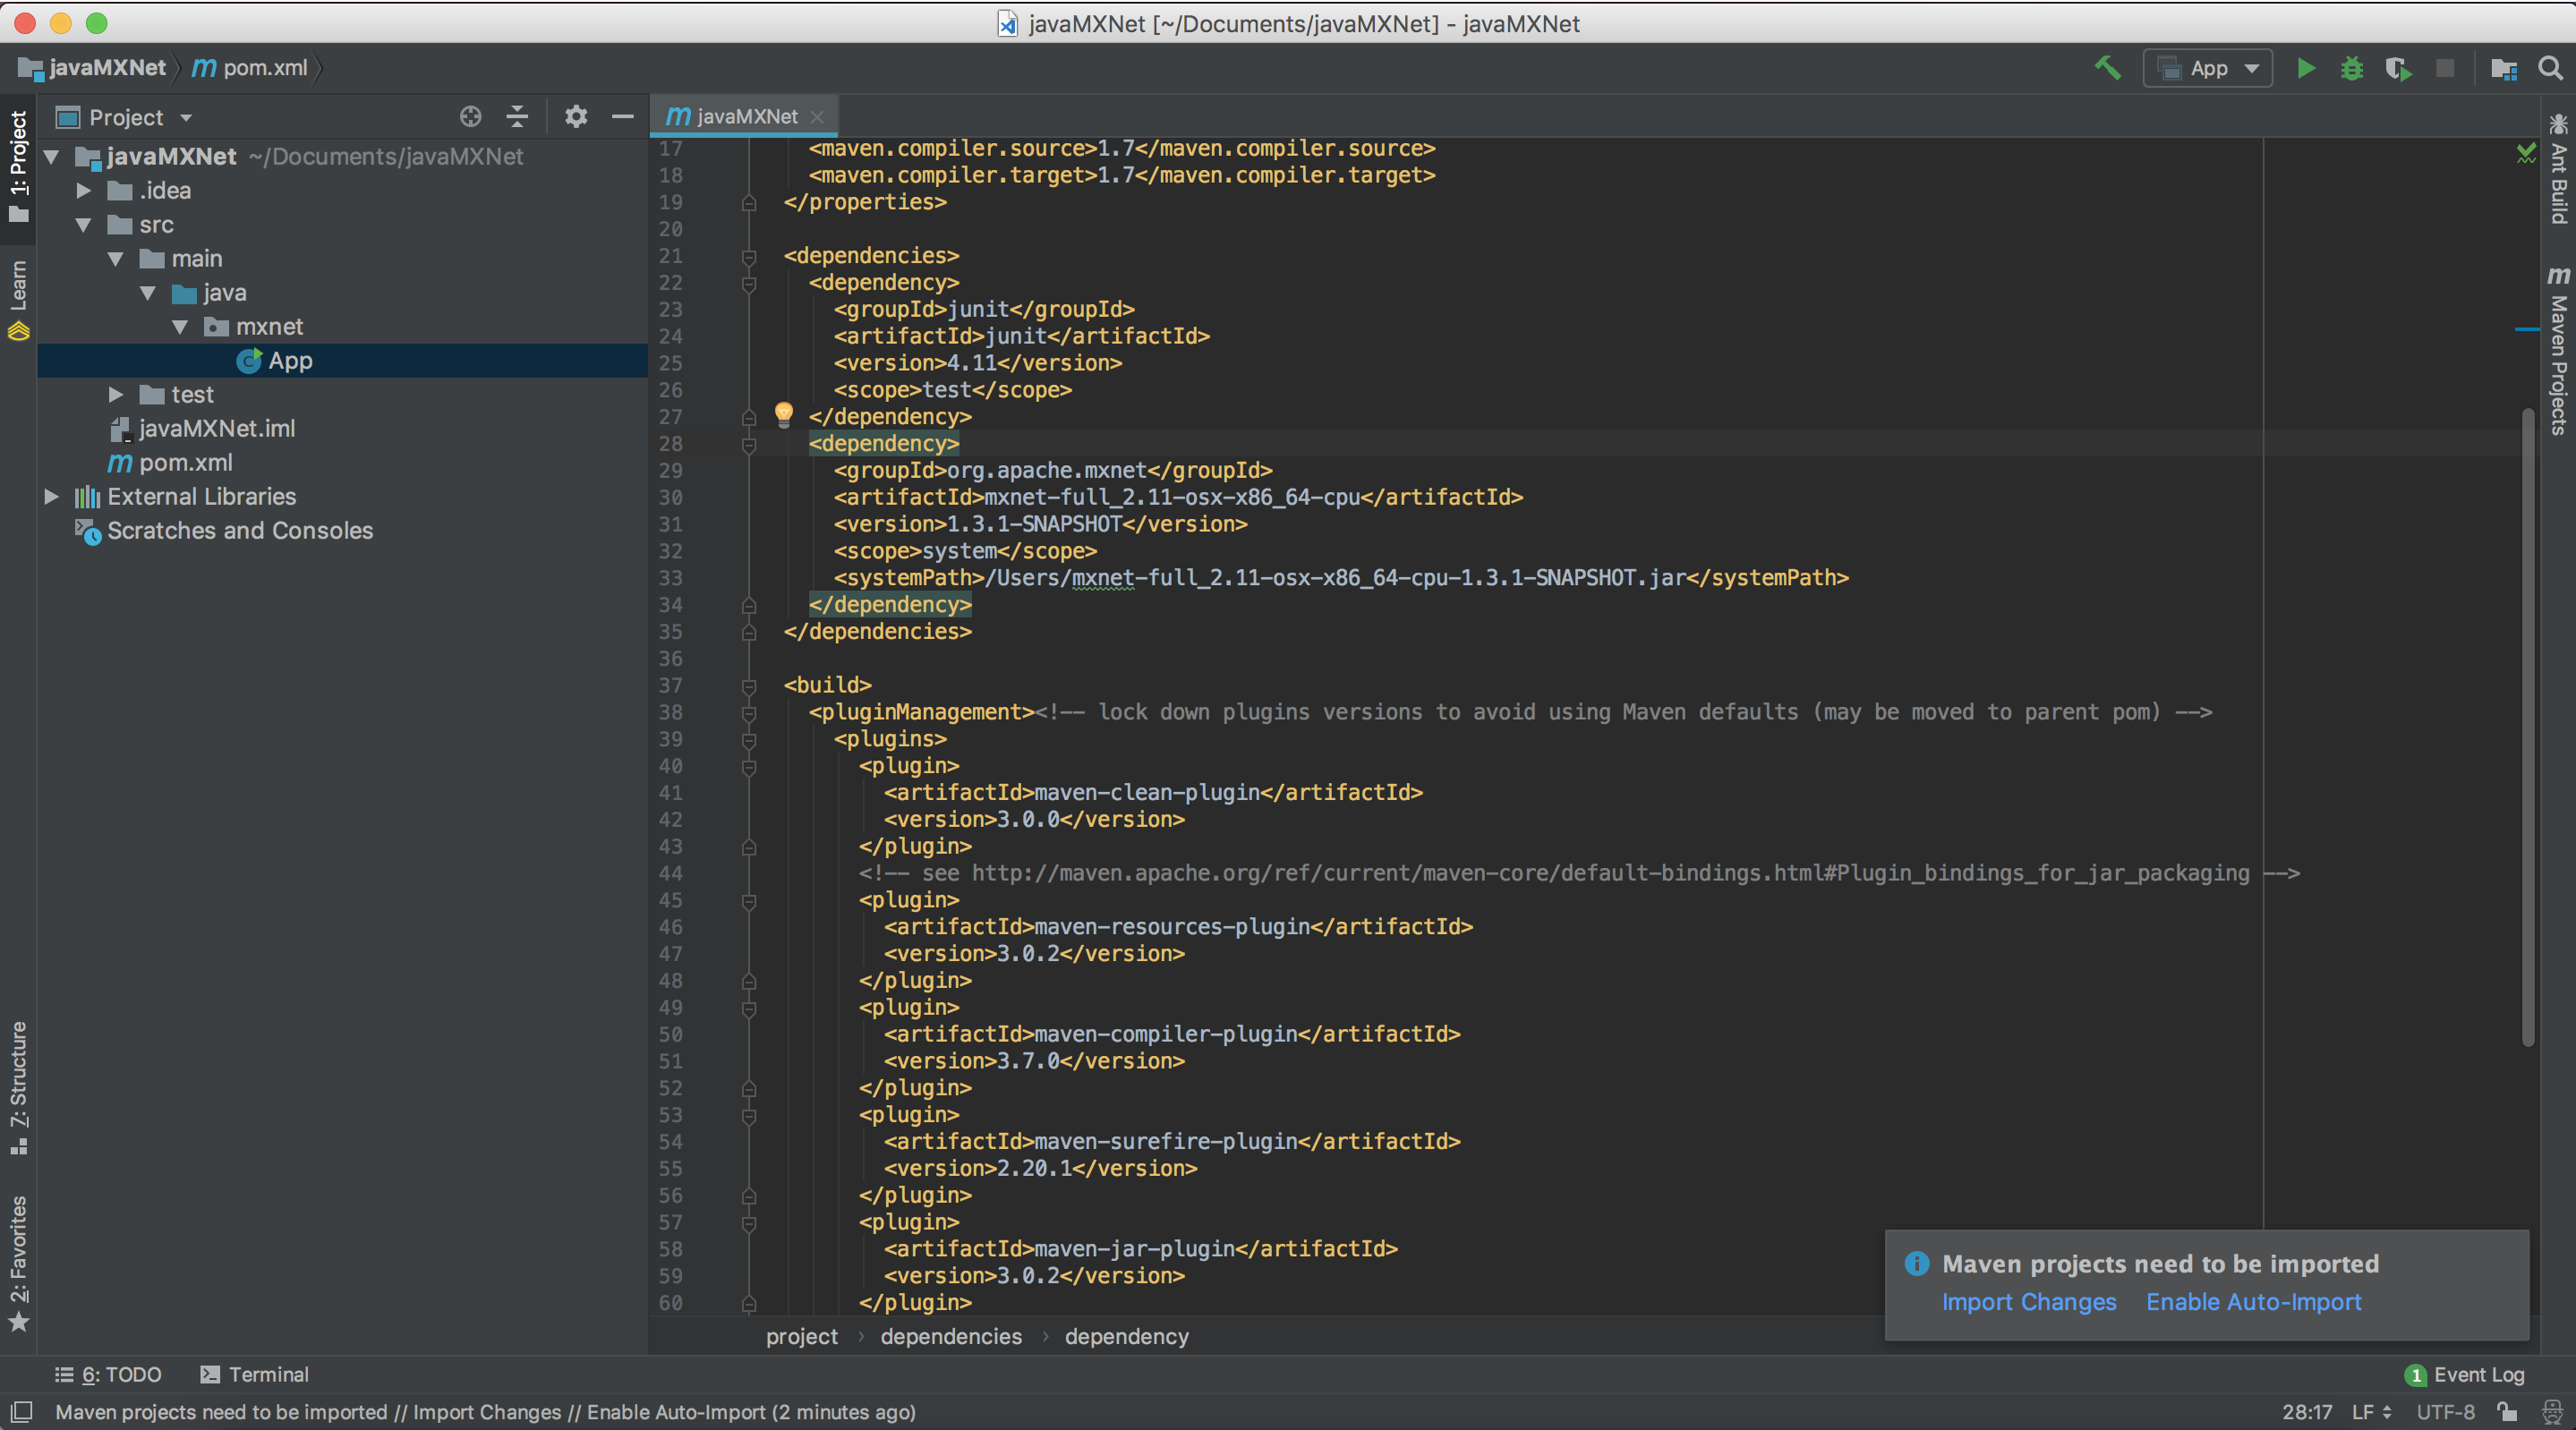 javaMXNet [~/Documents/javaMXNet] - javaMXNet
javaMXNet
m pom.xml
App
1: Project
Learn
7: Structure
2: Favorites
Project
javaMXNet ~/Documents/javaMXNet
.idea
src
main
java
mxnet
C App
test
javaMXNet.iml
m pom.xml
External Libraries
Scratches and Consoles
m javaMXNet
17 <maven.compiler.source>1.7</maven.compiler.source>
18 <maven.compiler.target>1.7</maven.compiler.target>
19 </properties>
20
21 <dependencies>
22 <dependency>
23 <groupId>junit</groupId>
24 <artifactId>junit</artifactId>
25 <version>4.11</version>
26 <scope>test</scope>
27 </dependency>
28 <dependency>
29 <groupId>org.apache.mxnet</groupId>
30 <artifactId>mxnet-full_2.11-osx-x86_64-cpu</artifactId>
31 <version>1.3.1-SNAPSHOT</version>
32 <scope>system</scope>
33 <systemPath>/Users/mxnet-full_2.11-osx-x86_64-cpu-1.3.1-SNAPSHOT.jar</systemPath>
34 </dependency>
35 </dependencies>
36
37 <build>
38 <pluginManagement><!-- lock down plugins versions to avoid using Maven defaults (may be moved to parent pom) -->
39 <plugins>
40 <plugin>
41 <artifactId>maven-clean-plugin</artifactId>
42 <version>3.0.0</version>
43 </plugin>
44 <!-- see http://maven.apache.org/ref/current/maven-core/default-bindings.html#Plugin_bindings_for_jar_packaging -->
45 <plugin>
46 <artifactId>maven-resources-plugin</artifactId>
47 <version>3.0.2</version>
48 </plugin>
49 <plugin>
50 <artifactId>maven-compiler-plugin</artifactId>
51 <version>3.7.0</version>
52 </plugin>
53 <plugin>
54 <artifactId>maven-surefire-plugin</artifactId>
55 <version>2.20.1</version>
56 </plugin>
57 <plugin>
58 <artifactId>maven-jar-plugin</artifactId>
59 <version>3.0.2</version>
60 </plugin>
project › dependencies › dependency
Ant Build
m Maven Projects
Maven projects need to be imported
Import Changes Enable Auto-Import
6: TODO
Terminal
1 Event Log
Maven projects need to be imported // Import Changes // Enable Auto-Import (2 minutes ago)
28:17 LF UTF-8